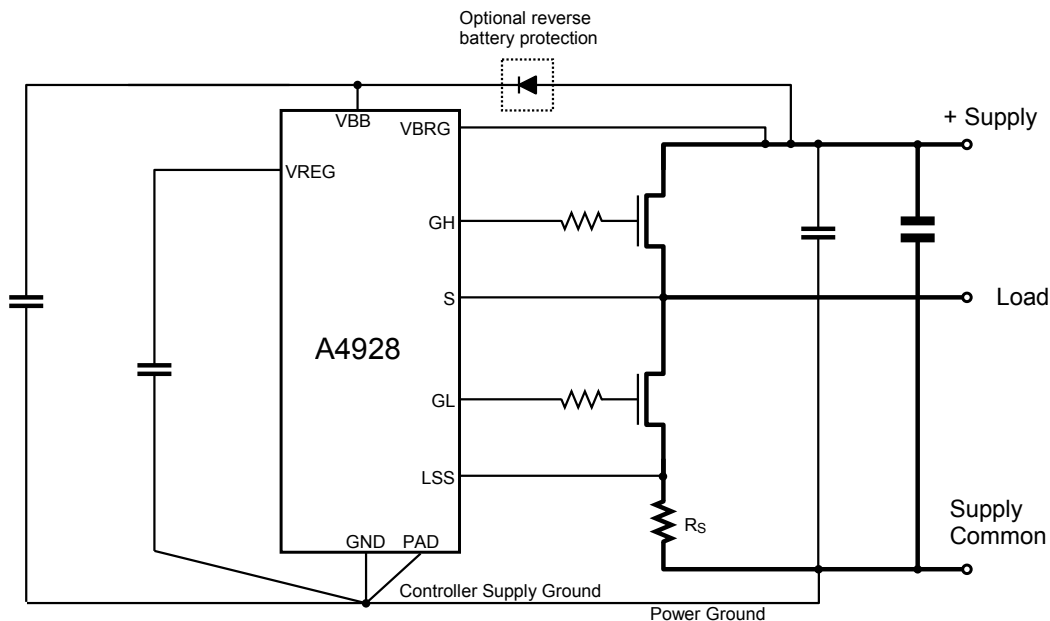 Optional reverse
battery protection
VBB
VBRG
+ Supply
VREG
GH
S
Load
A4928
GL
LSS
RS
Supply
Common
GND
PAD
Controller Supply Ground
Power Ground